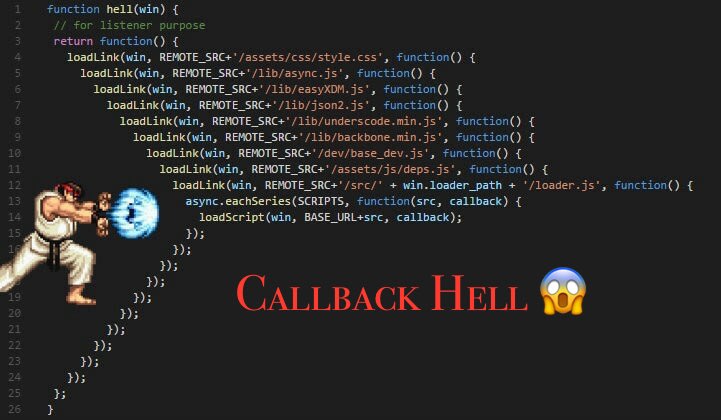 1 function hell(win) {
2 // for listener purpose
3 return function() {
4 loadLink(win, REMOTE_SRC+'/assets/css/style.css', function() {
5 loadLink(win, REMOTE_SRC+'/lib/async.js', function() {
6 loadLink(win, REMOTE_SRC+'/lib/easyXDM.js', function() {
7 loadLink(win, REMOTE_SRC+'/lib/json2.js', function() {
8 loadLink(win, REMOTE_SRC+'/lib/underscode.min.js', function() {
9 loadLink(win, REMOTE_SRC+'/lib/backbone.min.js', function() {
10 loadLink(win, REMOTE_SRC+'/dev/base_dev.js', function() {
11 loadLink(win, REMOTE_SRC+'/assets/js/deps.js', function() {
12 loadLink(win, REMOTE_SRC+'/src/' + win.loader_path + '/loader.js', function() {
13 async.eachSeries(SCRIPTS, function(src, callback) {
14 loadScript(win, BASE_URL+src, callback);
15 });
});
});
});
19 });
20 });
21 });
22 });
23 });
24 });
25 };
26 }
Callback Hell